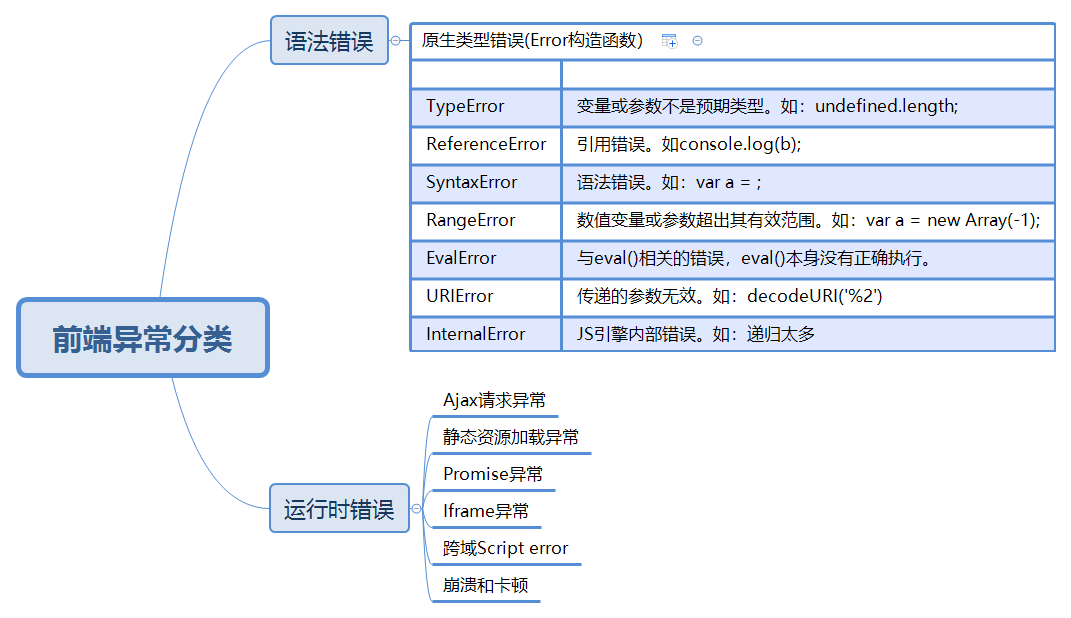 前端异常分类
语法错误
原生类型错误(Error构造函数)
TypeError 变量或参数不是预期类型。如：undefined.length;
ReferenceError 引用错误。如console.log(b);
SyntaxError 语法错误。如：var a = ;
RangeError 数值变量或参数超出其有效范围。如：var a = new Array(-1);
EvalError 与eval()相关的错误，eval()本身没有正确执行。
URIError 传递的参数无效。如：decodeURI('%2')
InternalError JS引擎内部错误。如：递归太多
运行时错误
Ajax请求异常
静态资源加载异常
Promise异常
Iframe异常
跨域Script error
崩溃和卡顿